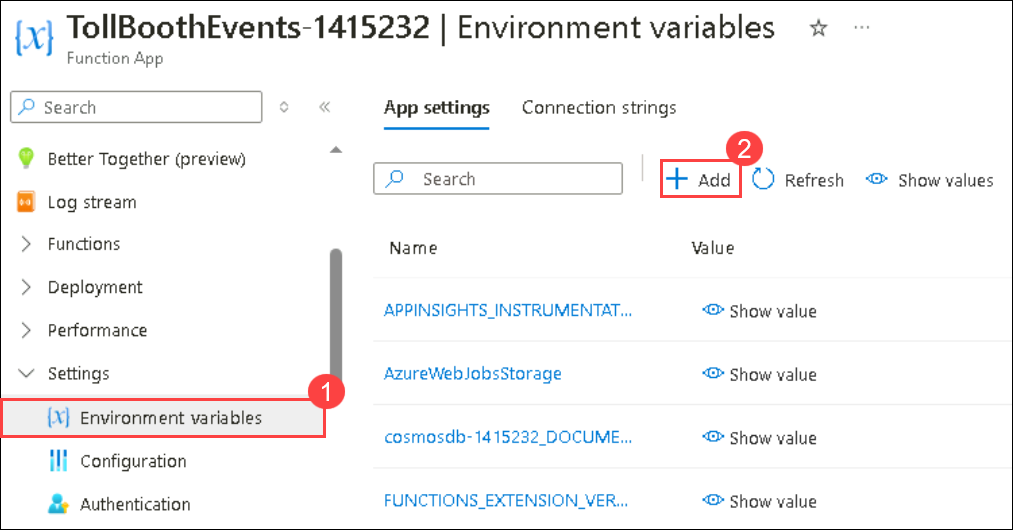 TollBoothEvents-1415232 | Environment variables
Function App
Search
App settings
Connection strings
Better Together (preview)
Log stream
Functions
Deployment
Performance
Settings
1
Environment variables
Configuration
Authentication
Search
2
Add
Refresh
Show values
Name Value
APPINSIGHTS_INSTRUMENTAT... Show value
AzureWebJobsStorage Show value
cosmosdb-1415232_DOCUME... Show value
FUNCTIONS_EXTENSION_VER... Show value